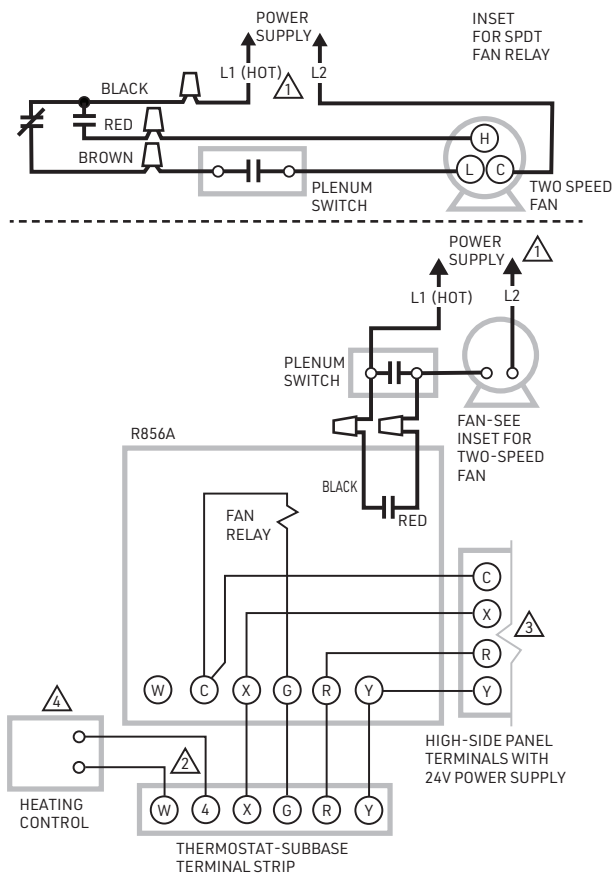 POWER
SUPPLY
INSET
FOR SPDT
FAN RELAY
L1 (HOT)
1
L2
BLACK
RED
BROWN
H
L
C
PLENUM
SWITCH
TWO SPEED
FAN
POWER
SUPPLY
1
L1 (HOT)
L2
PLENUM
SWITCH
FAN-SEE
INSET FOR
TWO-SPEED
FAN
R856A
BLACK
RED
FAN
RELAY
C
X
3
R
Y
W
C
X
G
R
Y
HIGH-SIDE PANEL
TERMINALS WITH
24V POWER SUPPLY
4
2
HEATING
CONTROL
W
4
X
G
R
Y
THERMOSTAT-SUBBASE
TERMINAL STRIP